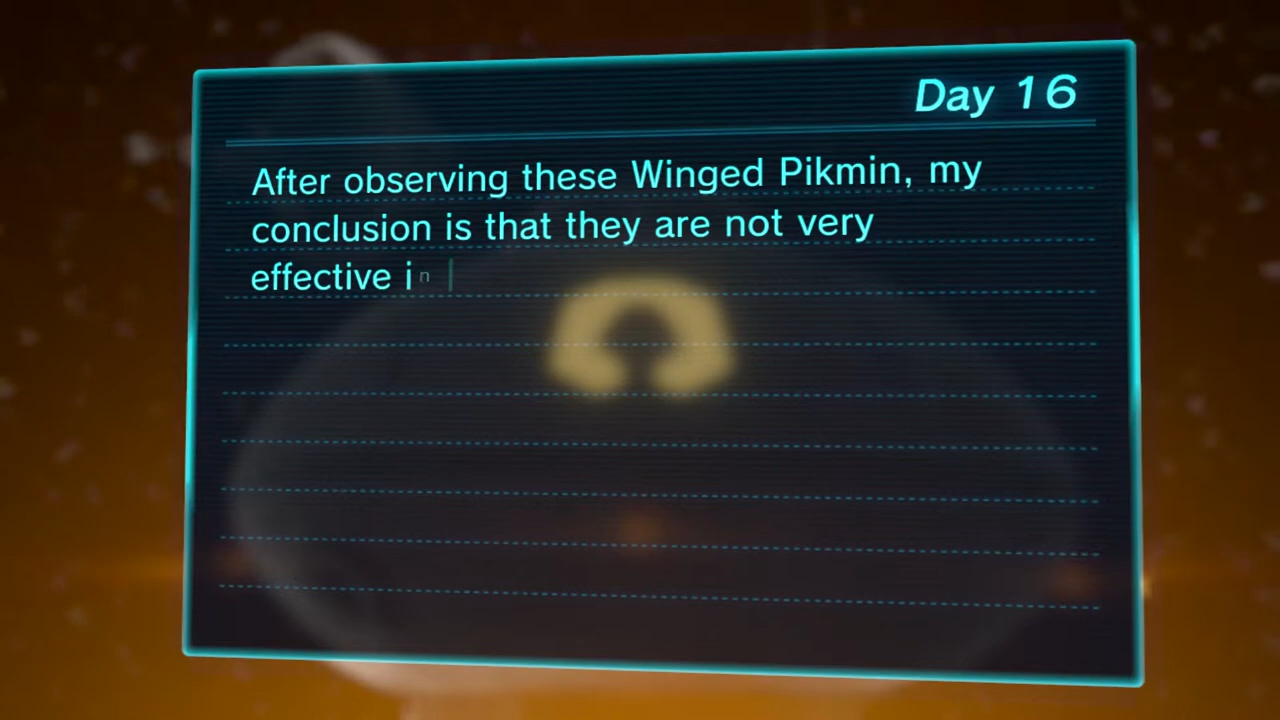 Day 16
After observing these Winged Pikmin, my
conclusion is that they are not very
effective in